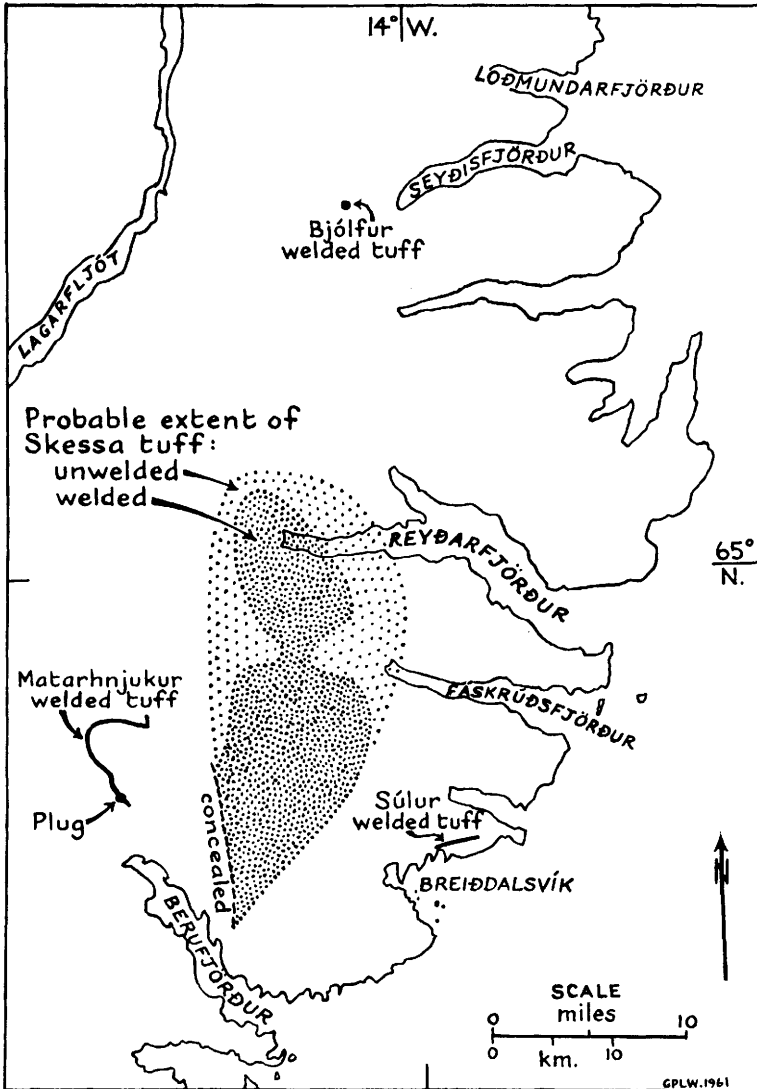 14° W.
LOÐMUNDARFJÖRÐUR
SEYÐISFJÖRÐUR
Bjólfur
welded tuff
LAGARFLJÓT
Probable extent of
Skessa tuff:
unwelded
welded
REYÐARFJÖRÐUR
65°
N.
Matarhnjukur
welded tuff
FÁSKRÚÐSFJÖRÐUR
Plug
concealed
Súlur
welded tuff
BREIÐDALSVÍK
N
BERUFJÖRÐUR
SCALE
miles
0 10
0 10
km.
GPLW.1961